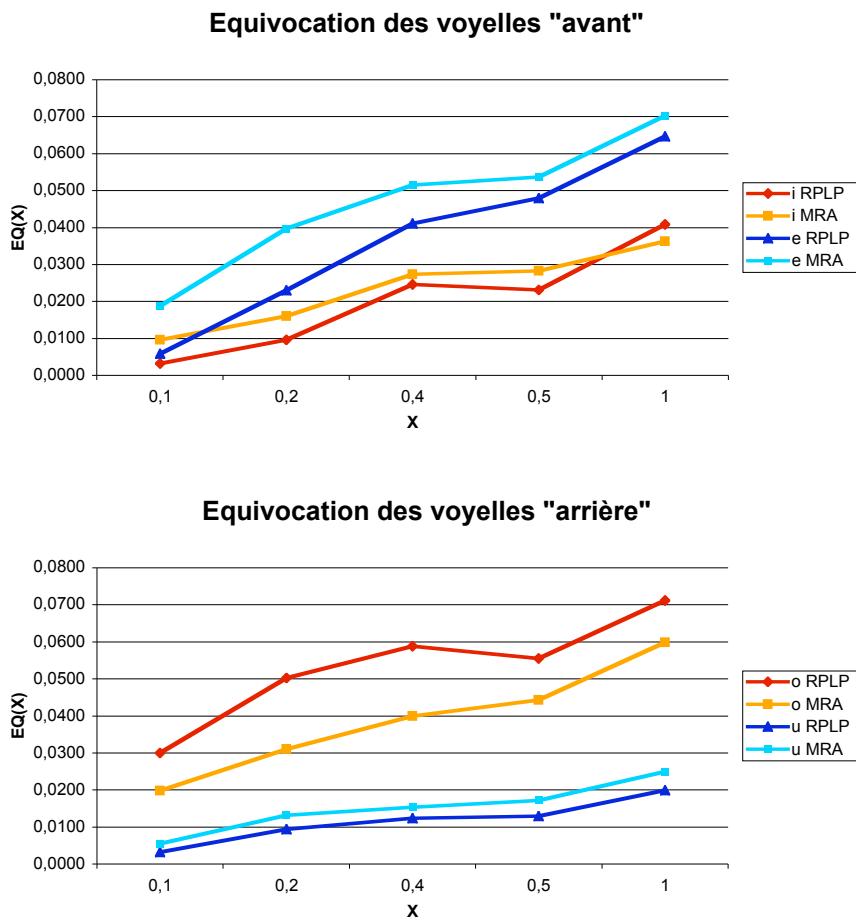 Equivocation des voyelles "avant"
0,0800
0,0700
0,0600
0,0500
0,0400
0,0300
0,0200
0,0100
0,0000
EQ(X)
0,1 0,2 0,4 0,5 1
X
i RPLP
i MRA
e RPLP
e MRA
Equivocation des voyelles "arrière"
0,0800
0,0700
0,0600
0,0500
0,0400
0,0300
0,0200
0,0100
0,0000
EQ(X)
0,1 0,2 0,4 0,5 1
X
o RPLP
o MRA
u RPLP
u MRA